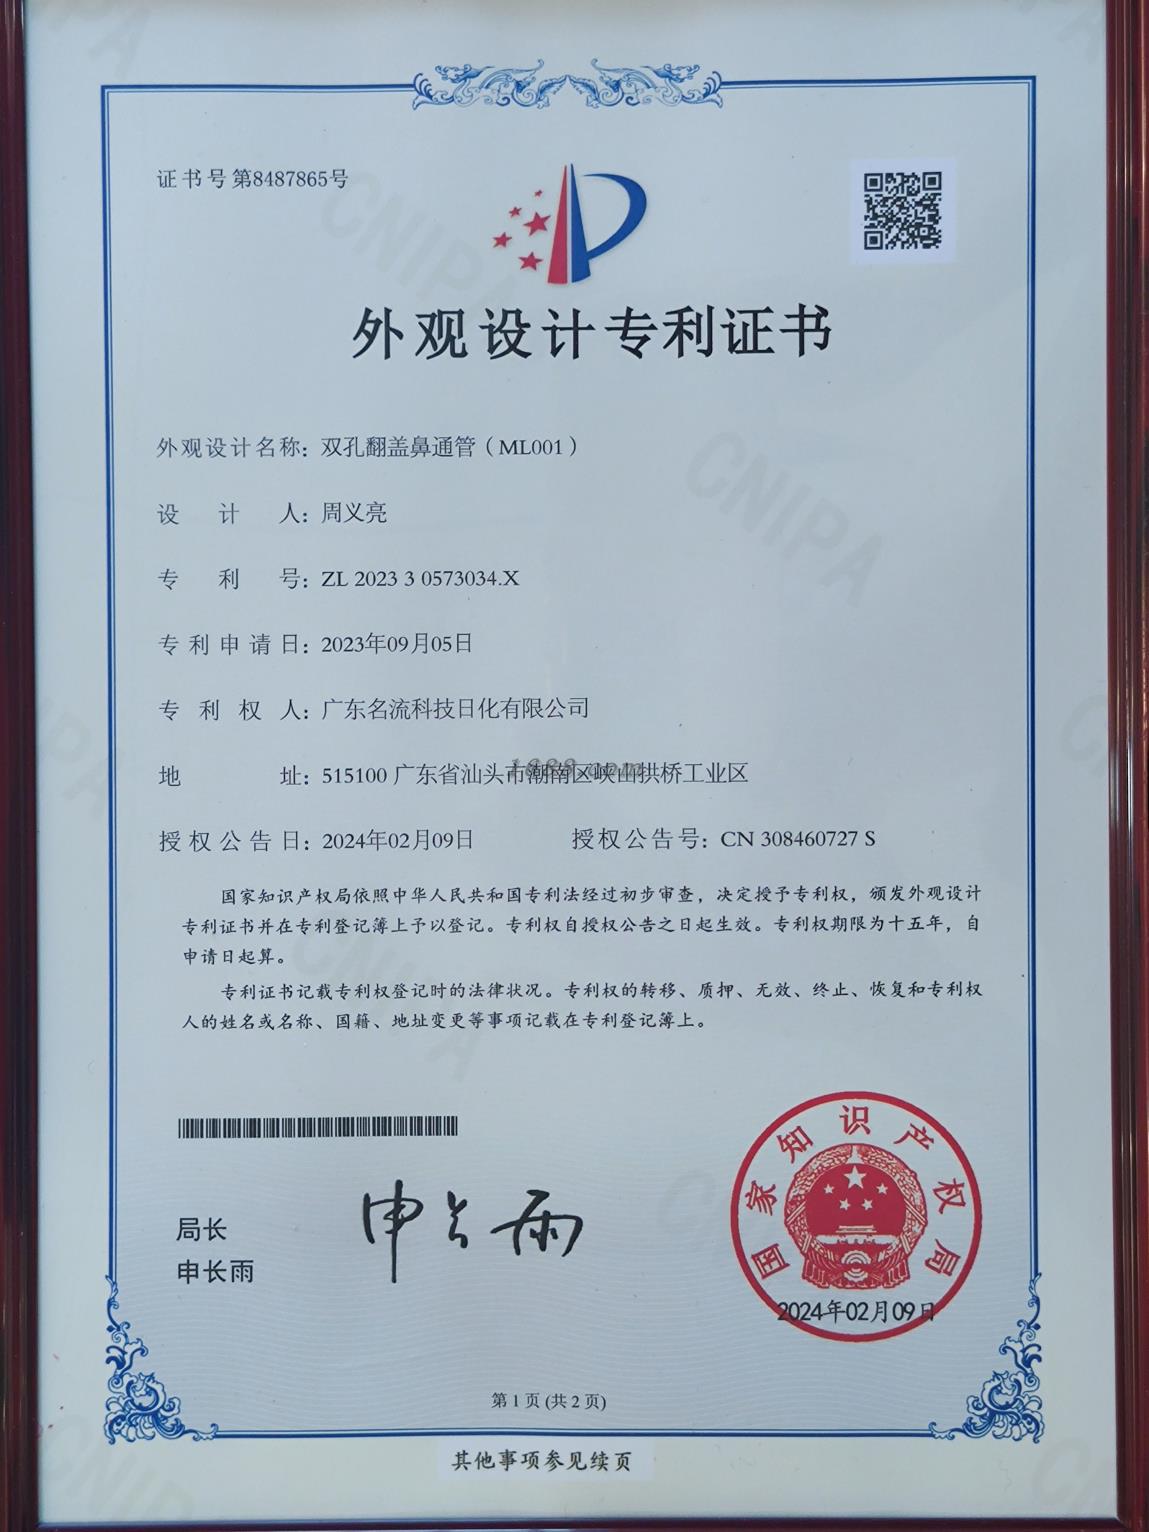 证书号第8487865号
外观设计专利证书
外观设计名称：双孔翻盖鼻通管（ML001）
设计人：周义亮
专利号：ZL 2023 3 0573034.X
专利申请日：2023年09月05日
专利权人：广东名流科技日化有限公司
地址：515100 广东省汕头市潮南区峡山拱桥工业区
1688.com
授权公告日：2024年02月09日 授权公告号：CN 308460727 S
国家知识产权局依照中华人民共和国专利法经过初步审查，决定授予专利权，颁发外观设计
专利证书并在专利登记簿上予以登记。专利权自授权公告之日起生效。专利权期限为十五年，自
申请日起算。
专利证书记载专利权登记时的法律状况。专利权的转移、质押、无效、终止、恢复和专利权
人的姓名或名称、国籍、地址变更等事项记载在专利登记簿上。
局长
申长雨
申长雨
国家知识产权局
2024年02月09日
第 1 页 (共 2 页)
其他事项参见续页
CNIPA
CNIPA
CNIPA